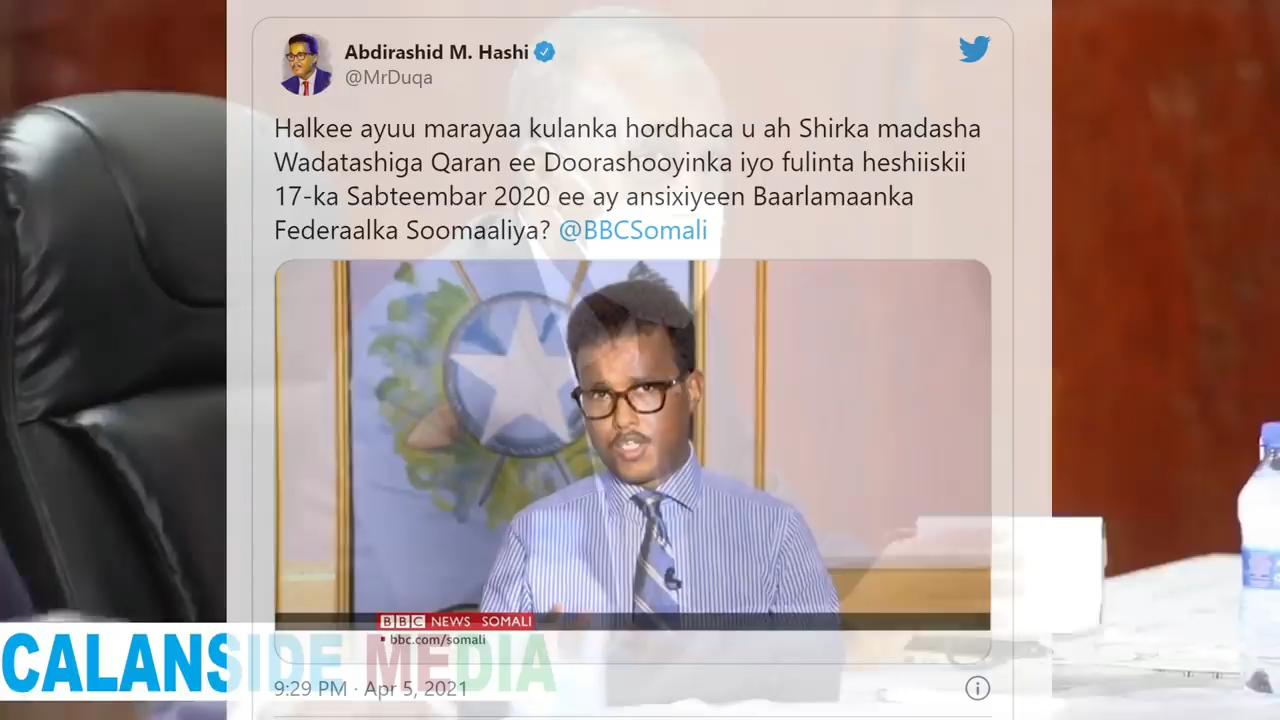 Abdirashid M. Hashi
@MrDuqa
Halkee ayuu marayaa kulanka hordhaca u ah Shirka madasha
Wadatashiga Qaran ee Doorashooyinka iyo fulinta heshiiskii
17-ka Sabteembar 2020 ee ay ansixiyeen Baarlamaanka
Federaalka Soomaaliya? @BBCSomali
BBC NEWS SOMALI
bbc.com/somali
CALANSIDE MEDIA
9:29 PM · Apr 5, 2021